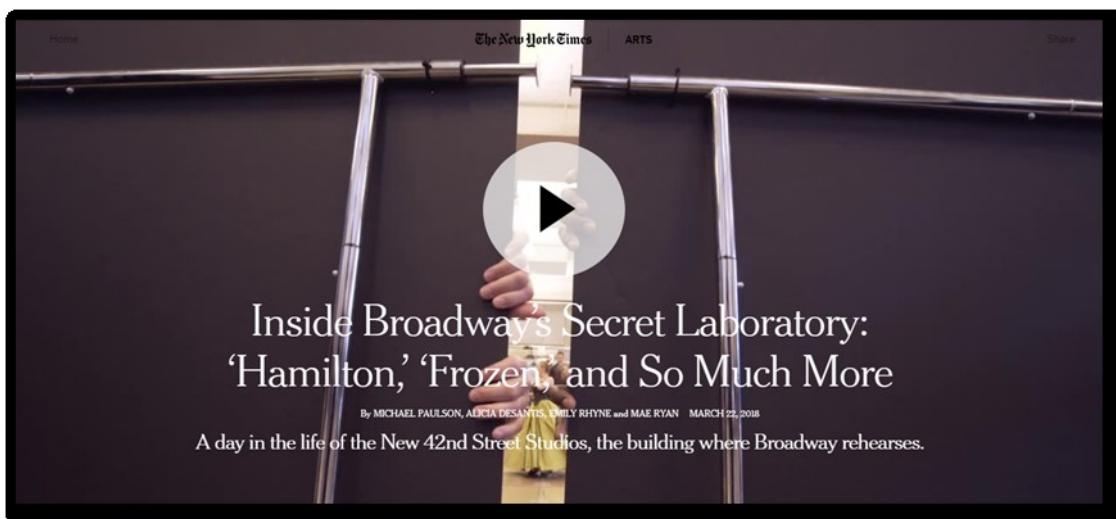 Home
The New York Times
ARTS
Share
Inside Broadway's Secret Laboratory:
‘Hamilton,’ ‘Frozen,’ and So Much More
By MICHAEL PAULSON, ALICIA DESANTIS, EMILY RHYNE and MAE RYAN MARCH 22, 2018
A day in the life of the New 42nd Street Studios, the building where Broadway rehearses.